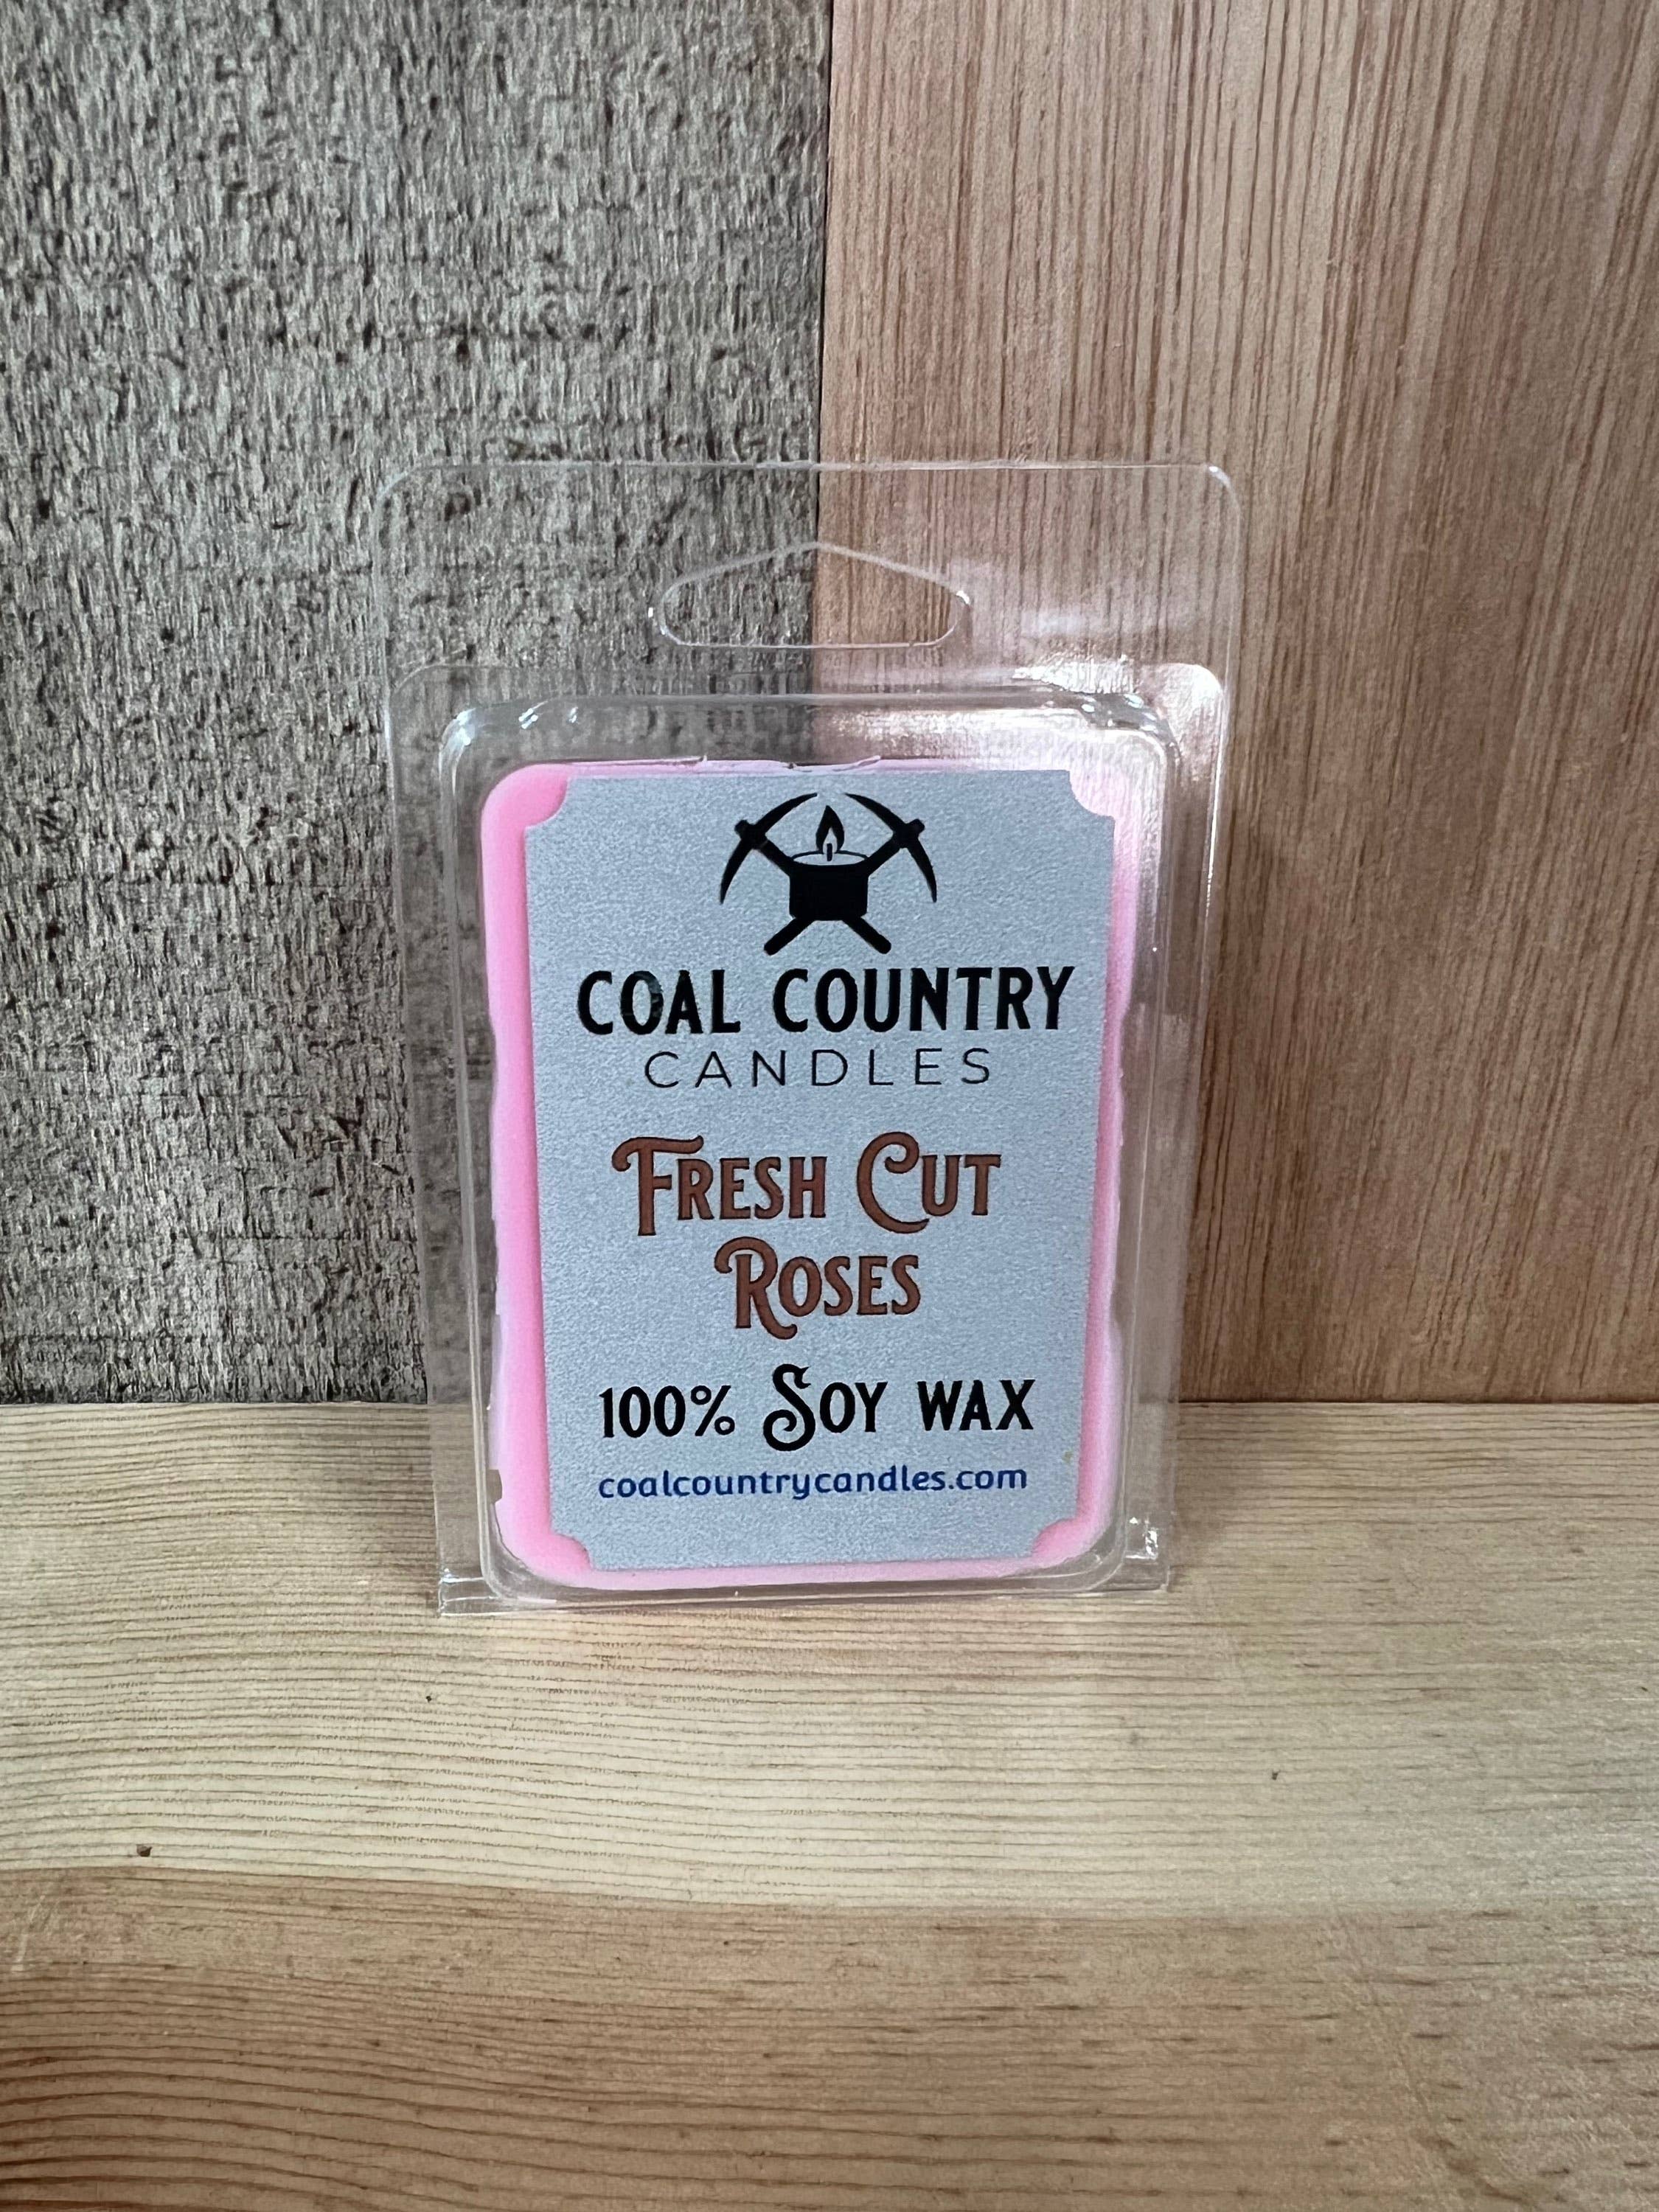 COAL COUNTRY
CANDLES
FRESH CUT
ROSES
100% SOY WAX
coalcountrycandles.com